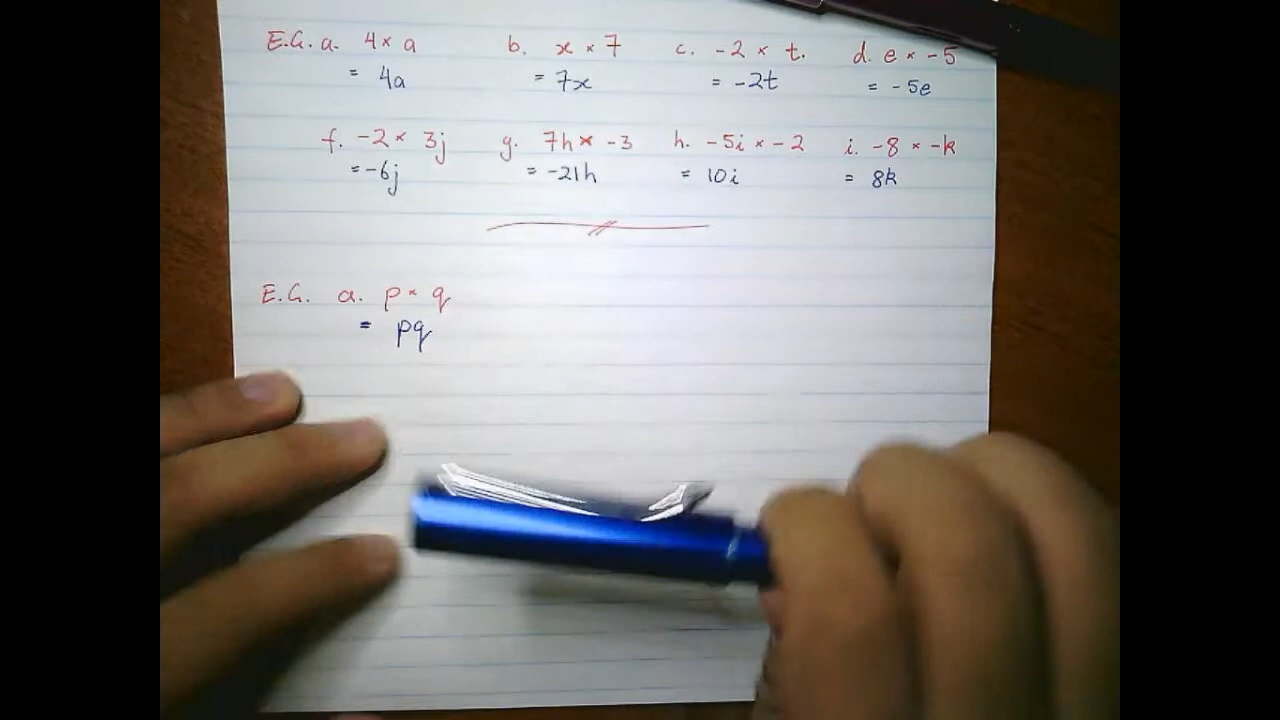 E.G. a. 4 × a b. x × 7 c. -2 × t. d. e × -5
= 4a = 7x = -2t = -5e
f. -2 × 3j g. 7h × -3 h. -5i × -2 i. -8 × -k
= -6j = -21h = 10i = 8k
E.G. a. p × q
= pq